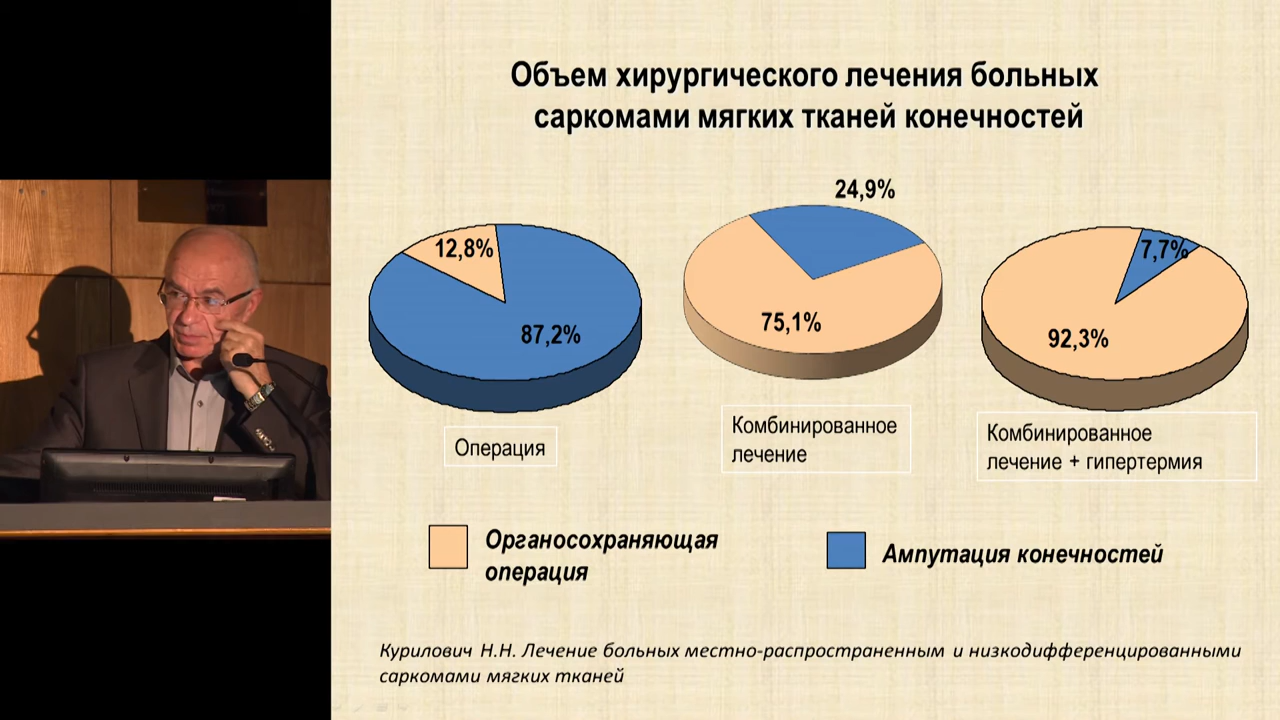 Объем хирургического лечения больных
саркомами мягких тканей конечностей
24,9%
12,8%
7,7%
75,1%
87,2%
92,3%
Операция
Комбинированное
лечение
Комбинированное
лечение + гипертермия
Органосохраняющая
операция
Ампутация конечностей
Курилович Н.Н. Лечение больных местно-распространенным и низкодифференцированными
саркомами мягких тканей